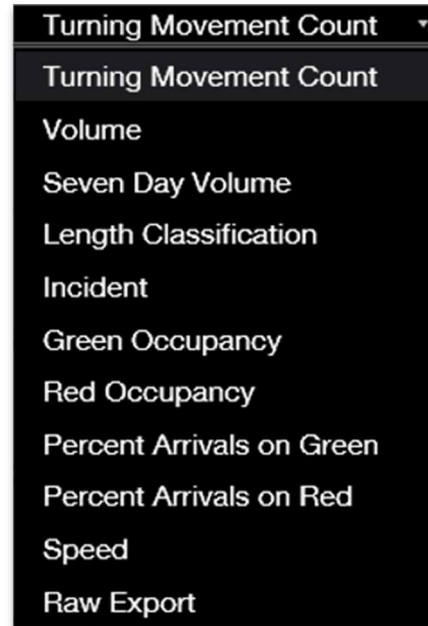 Turning Movement Count
Turning Movement Count
Volume
Seven Day Volume
Length Classification
Incident
Green Occupancy
Red Occupancy
Percent Arrivals on Green
Percent Arrivals on Red
Speed
Raw Export